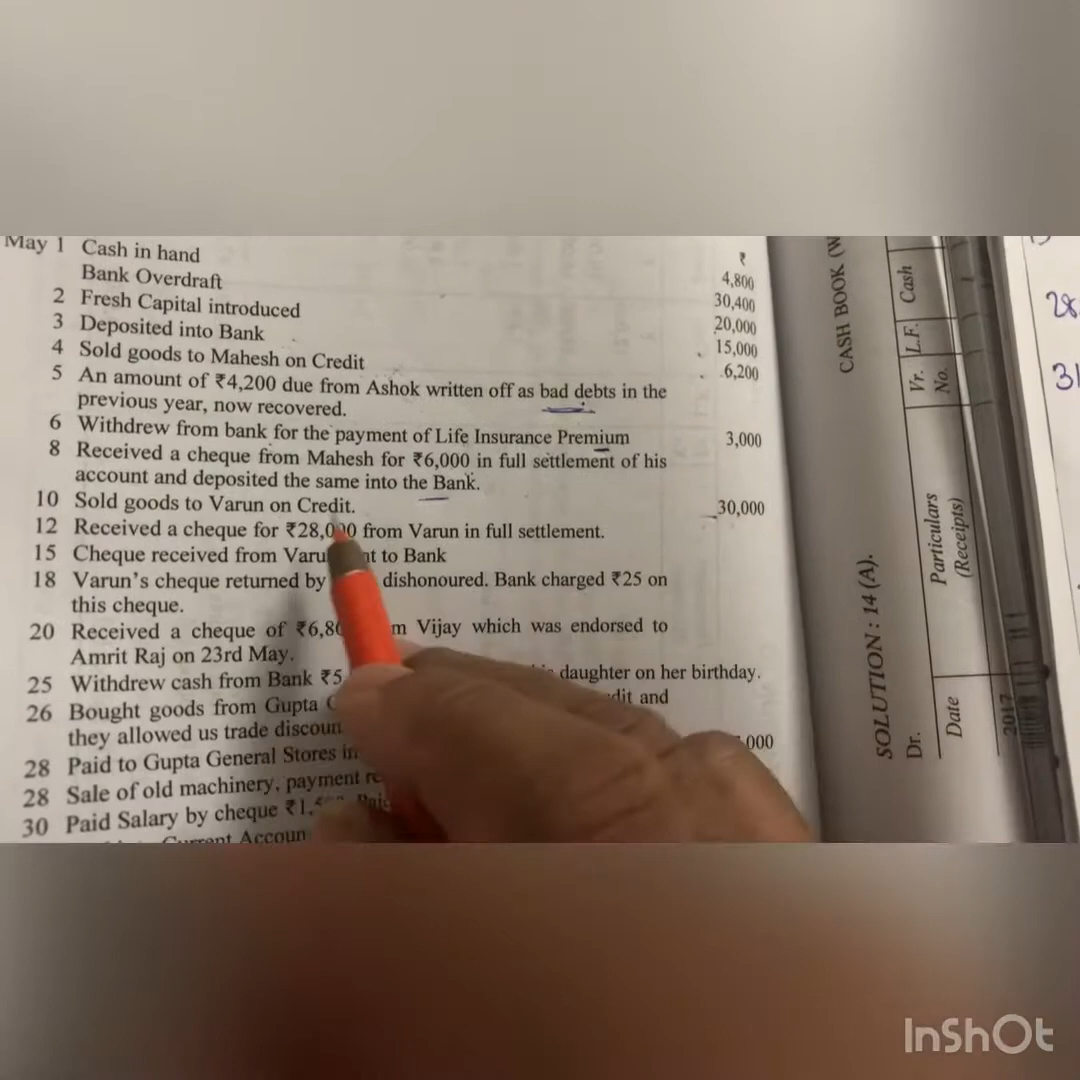 May 1 Cash in hand
₹
4,800
Bank Overdraft
30,400
2 Fresh Capital introduced
20,000
3 Deposited into Bank
15,000
4 Sold goods to Mahesh on Credit
6,200
5 An amount of ₹4,200 due from Ashok written off as bad debts in the
previous year, now recovered.
6 Withdrew from bank for the payment of Life Insurance Premium
3,000
8 Received a cheque from Mahesh for ₹6,000 in full settlement of his
account and deposited the same into the Bank.
10 Sold goods to Varun on Credit.
30,000
12 Received a cheque for ₹28,000 from Varun in full settlement.
15 Cheque received from to Bank
18 Varun's cheque returned by dishonoured. Bank charged ₹25 on
this cheque.
20 Received a cheque of Vijay which was endorsed to
Amrit Raj on 23rd May.
25 Withdrew cash from Bank daughter on her birthday.
26 Bought goods from Gupta and
they allowed us trade
28 Paid to Gupta General Stores
28 Sale of old machinery, payment
30 Paid Salary by cheque
Current
CASH BOOK
SOLUTION : 14 (A).
Dr.
Date
Particulars
(Receipts)
Vr.
No.
L.F.
Cash
2017
InShOt